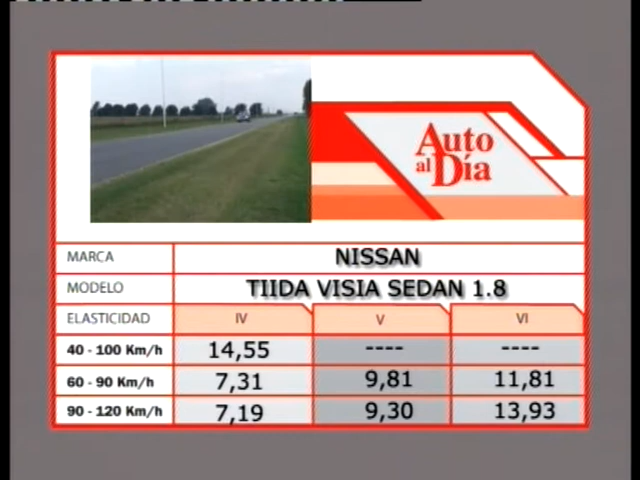 Auto
al Día
MARCA NISSAN
MODELO TIIDA VISIA SEDAN 1.8
ELASTICIDAD IV V VI
40 - 100 Km/h 14,55 ---- ----
60 - 90 Km/h 7,31 9,81 11,81
90 - 120 Km/h 7,19 9,30 13,93